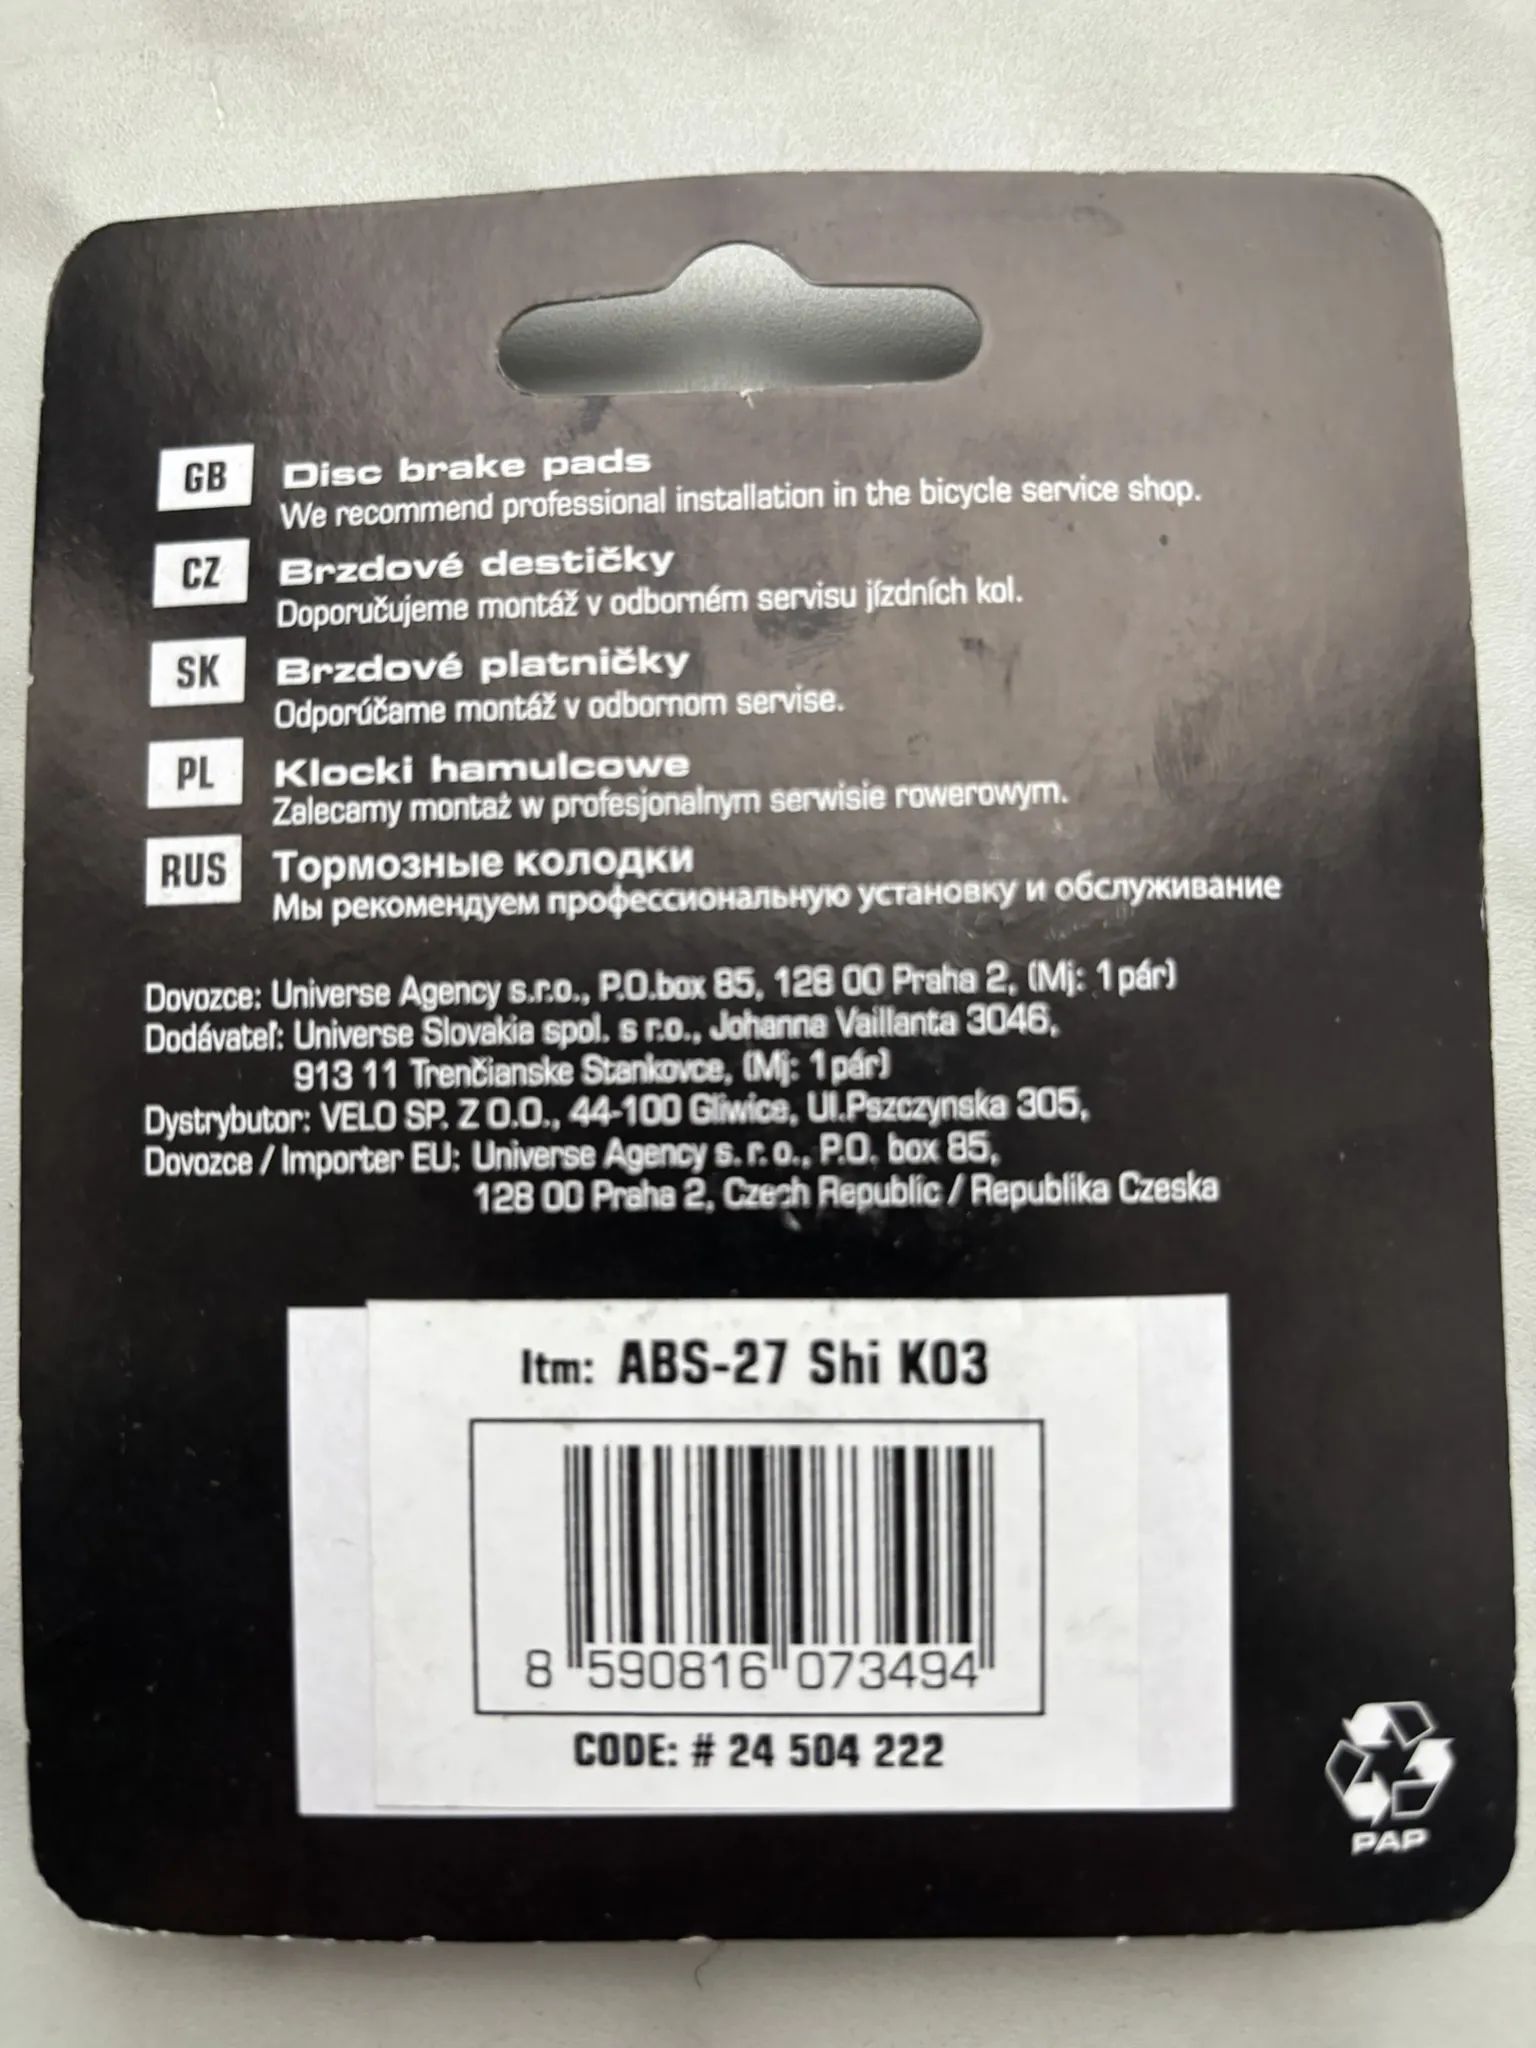 GB Disc brake pads
We recommend professional installation in the bicycle service shop.
CZ Brzdové destičky
Doporučujeme montáž v odborném servisu jízdních kol.
SK Brzdové platničky
Odporúčame montáž v odbornom servise.
PL Klocki hamulcowe
Zalecamy montaż w profesjonalnym serwisie rowerowym.
RUS Тормозные колодки
Мы рекомендуем профессиональную установку и обслуживание
Dovozce: Universe Agency s.r.o., P.O.box 85, 128 00 Praha 2, (Mj: 1pár)
Dodávateľ: Universe Slovakia spol. s r.o., Johanna Vaillanta 3046,
913 11 Trenčianske Stankovce, (Mj: 1pár)
Dystrybutor: VELO SP. Z O.O., 44-100 Gliwice, Ul.Pszczynska 305,
Dovozce / Importer EU: Universe Agency s. r. o., P.O. box 85,
128 00 Praha 2, Czech Republic / Republika Czeska
Itm: ABS-27 Shi K03
8 590816 073494
CODE: # 24 504 222
PAP